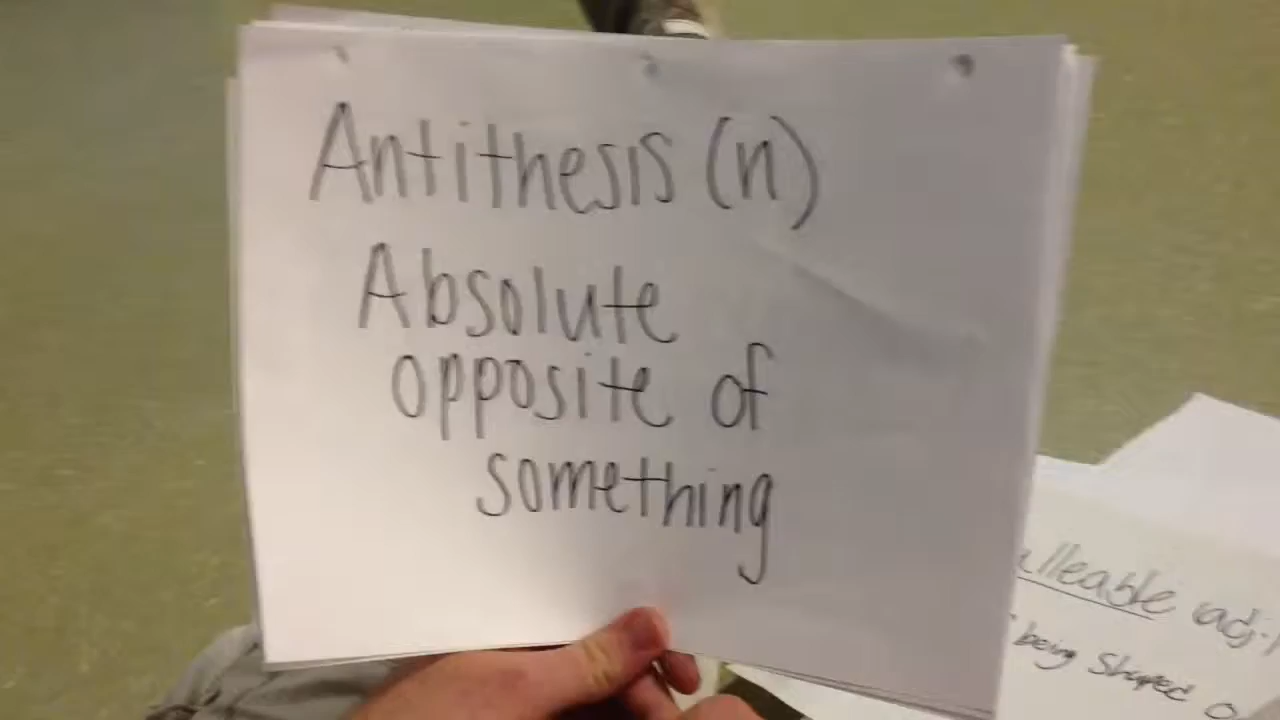 Antithesis (n)
Absolute
opposite of
something
alleable adj.
being shaped